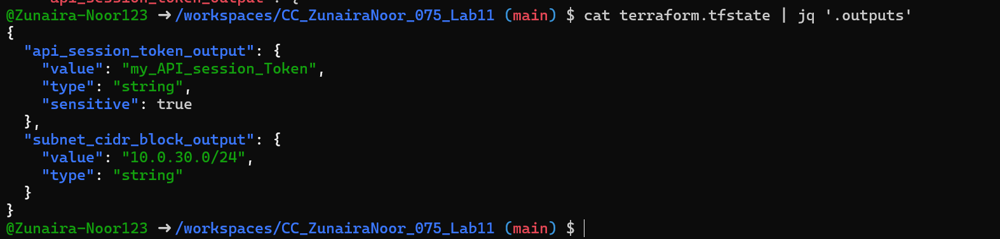 api_session_token_output": {
@Zunaira-Noor123 ➜ /workspaces/CC_ZunairaNoor_075_Lab11 (main) $ cat terraform.tfstate | jq '.outputs'
{
  "api_session_token_output": {
    "value": "my_API_session_Token",
    "type": "string",
    "sensitive": true
  },
  "subnet_cidr_block_output": {
    "value": "10.0.30.0/24",
    "type": "string"
  }
}
@Zunaira-Noor123 ➜ /workspaces/CC_ZunairaNoor_075_Lab11 (main) $